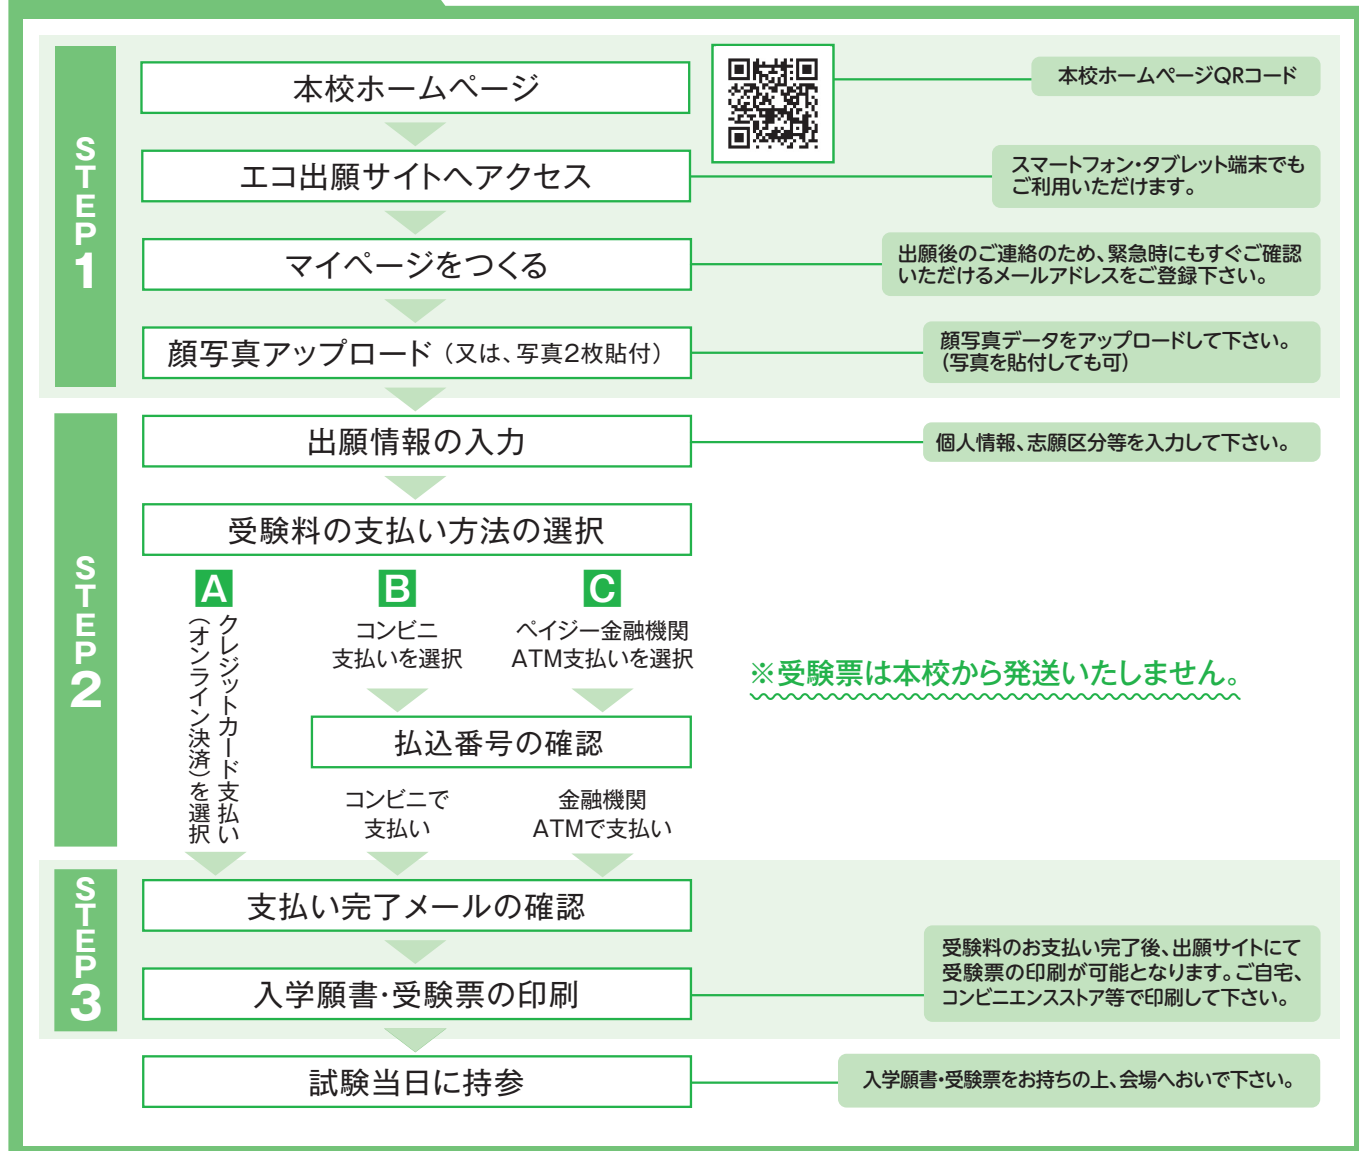 STEP1
本校ホームページ
本校ホームページQRコード
エコ出願サイトへアクセス
スマートフォン・タブレット端末でも
ご利用いただけます。
マイページをつくる
出願後のご連絡のため、緊急時にもすぐご確認
いただけるメールアドレスをご登録下さい。
顔写真アップロード（又は、写真2枚貼付）
顔写真データをアップロードして下さい。
（写真を貼付しても可）
STEP2
出願情報の入力
個人情報、志願区分等を入力して下さい。
受験料の支払い方法の選択
A
クレジットカード支払い
（オンライン決済）を選択
B
コンビニ
支払いを選択
C
ペイジー金融機関
ATM支払いを選択
払込番号の確認
コンビニで
支払い
金融機関
ATMで支払い
※受験票は本校から発送いたしません。
STEP3
支払い完了メールの確認
入学願書・受験票の印刷
受験料のお支払い完了後、出願サイトにて
受験票の印刷が可能となります。ご自宅、
コンビニエンスストア等で印刷して下さい。
試験当日に持参
入学願書・受験票をお持ちの上、会場へおいで下さい。